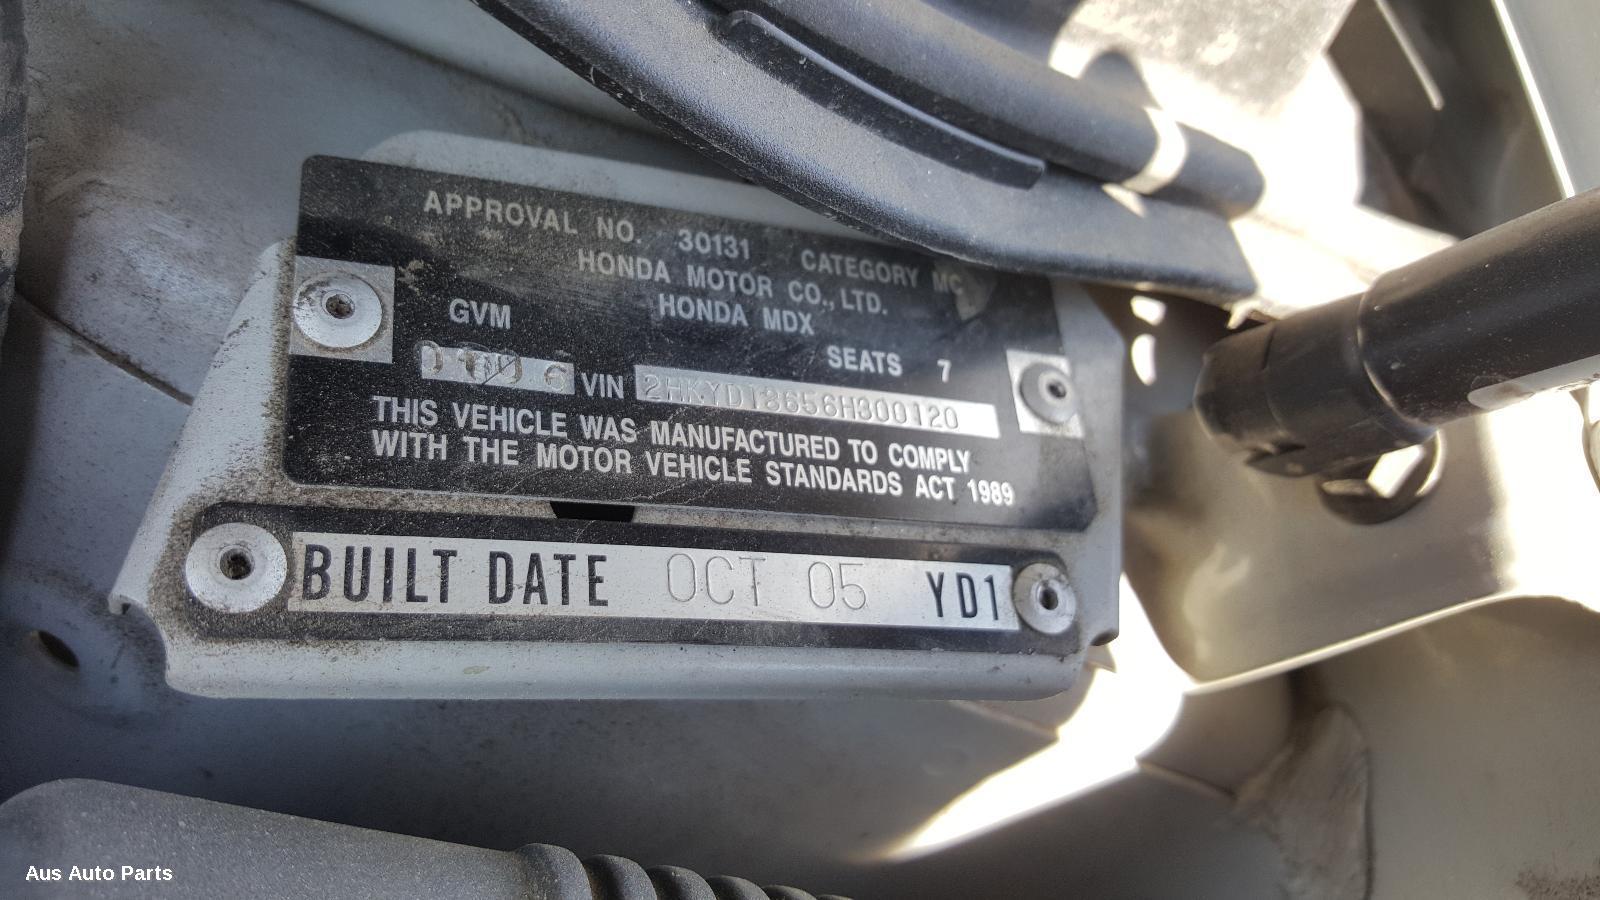 APPROVAL NO. 30131 CATEGORY MC
HONDA MOTOR CO., LTD.
GVM HONDA MDX
SEATS 7
VIN 2HKYD18656H300120
THIS VEHICLE WAS MANUFACTURED TO COMPLY
WITH THE MOTOR VEHICLE STANDARDS ACT 1989
BUILT DATE OCT 05 YD1
Aus Auto Parts